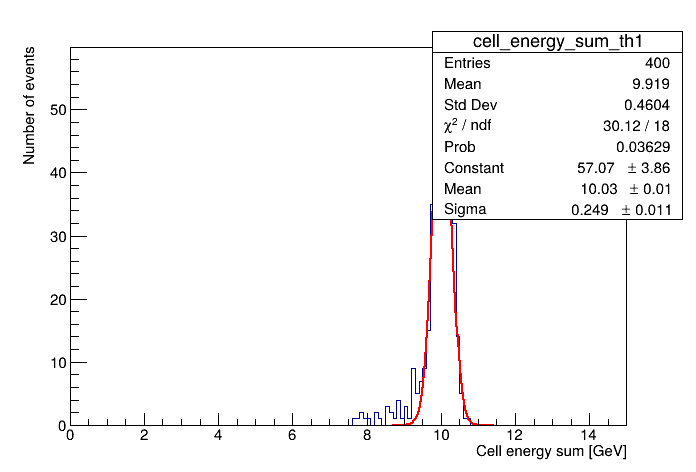 cell_energy_sum_th1
Entries 400
Mean 9.919
Std Dev 0.4604
χ² / ndf 30.12 / 18
Prob 0.03629
Constant 57.07 ± 3.86
Mean 10.03 ± 0.01
Sigma 0.249 ± 0.011
Number of events
50
40
30
20
10
0
0 2 4 6 8 10 12 14
Cell energy sum [GeV]